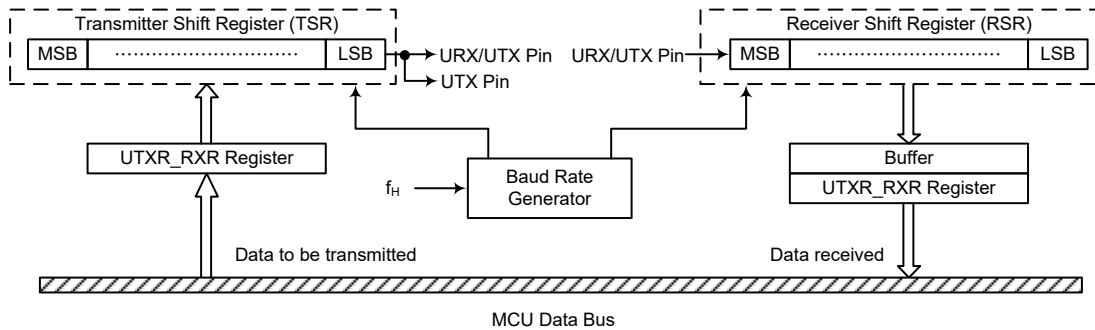 Transmitter Shift Register (TSR)
MSB ………………………… LSB
URX/UTX Pin
UTX Pin
Receiver Shift Register (RSR)
URX/UTX Pin
MSB ………………………… LSB
UTXR_RXR Register
Baud Rate
Generator
fH
Buffer
UTXR_RXR Register
Data to be transmitted
Data received
MCU Data Bus